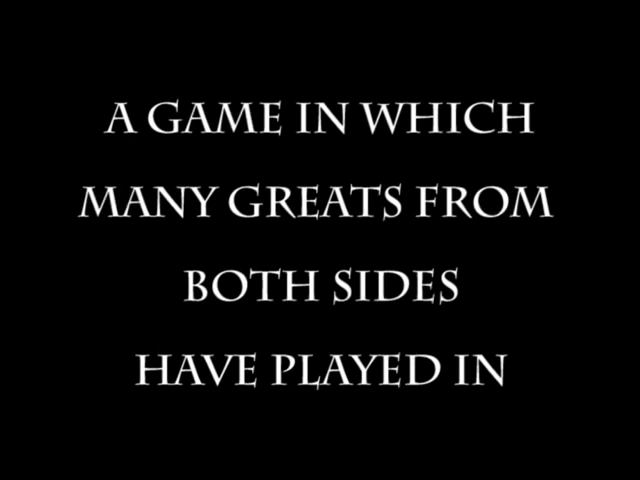 A GAME IN WHICH
MANY GREATS FROM
BOTH SIDES
HAVE PLAYED IN